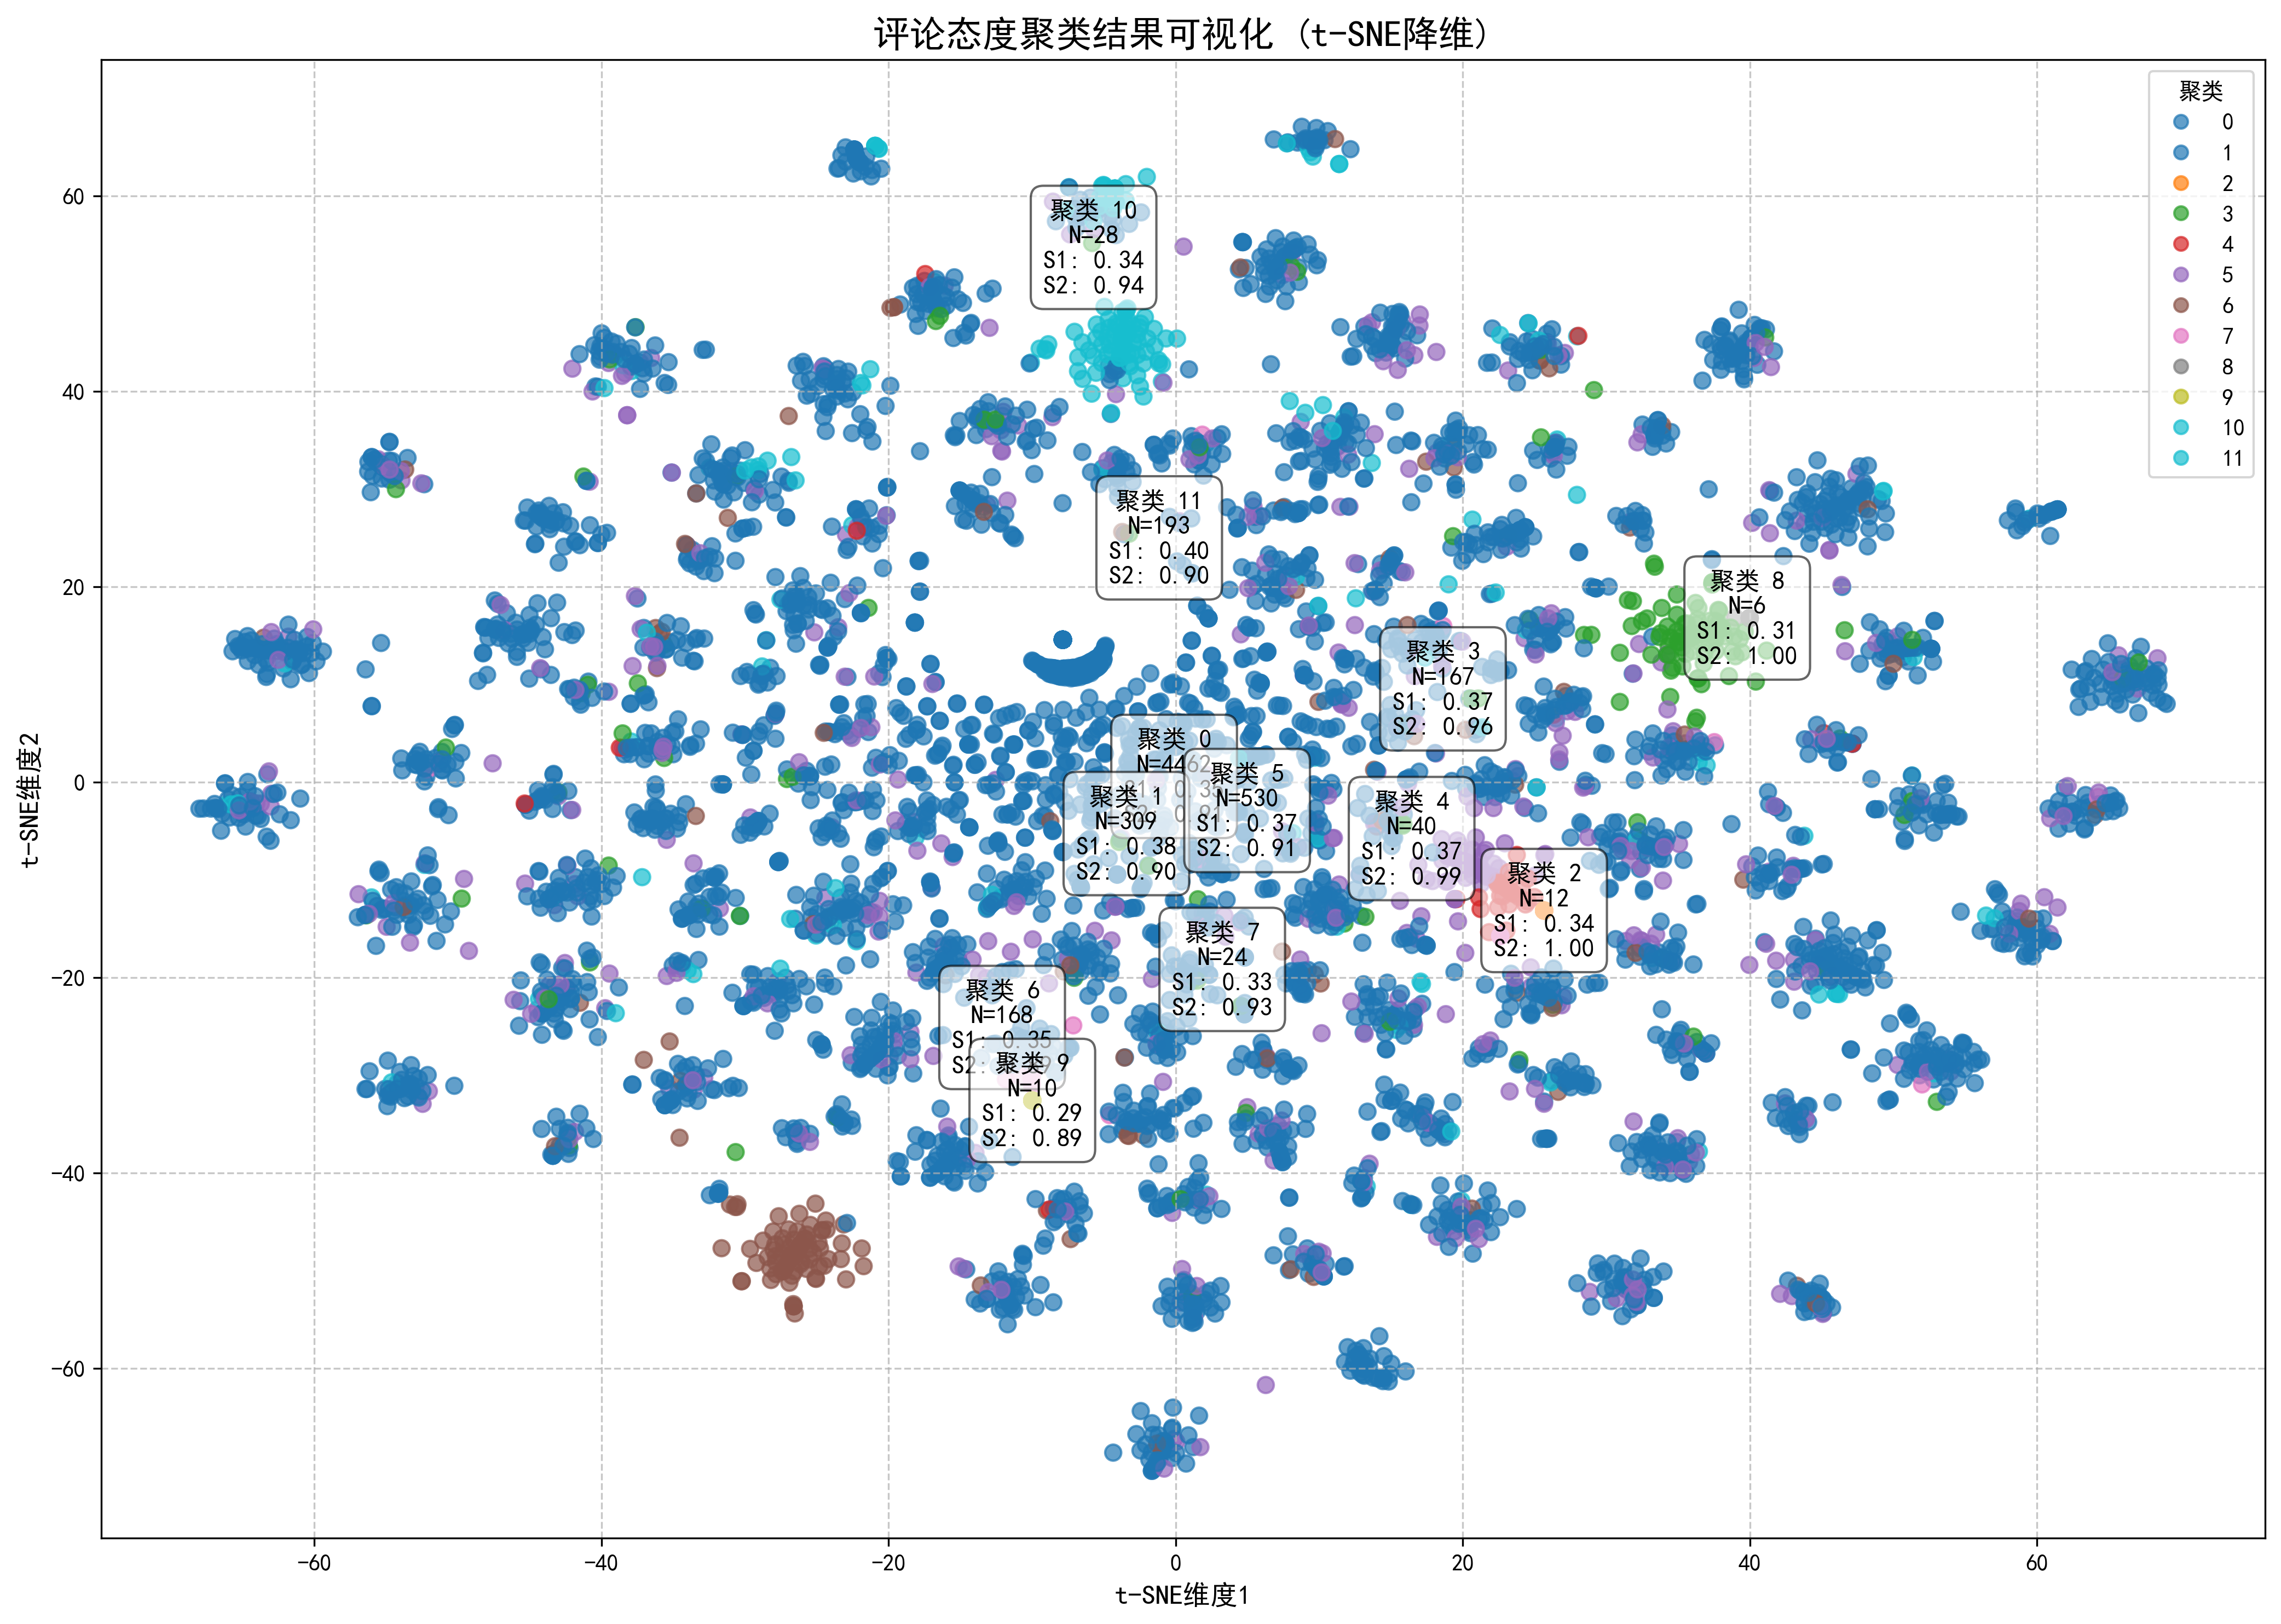 评论态度聚类结果可视化 (t-SNE降维)
聚类
0
1
2
3
4
5
6
7
8
9
10
11
聚类 10
N=28
S1: 0.34
S2: 0.94
聚类 11
N=193
S1: 0.40
S2: 0.90
聚类 8
N=6
S1: 0.31
S2: 1.00
聚类 3
N=167
S1: 0.37
S2: 0.96
聚类 0
N=4462
聚类 5
N=530
S1: 0.37
S2: 0.91
聚类 1
N=309
S1: 0.38
S2: 0.90
聚类 4
N=40
S1: 0.37
S2: 0.99
聚类 2
N=12
S1: 0.34
S2: 1.00
聚类 7
N=24
S1: 0.33
S2: 0.93
聚类 6
N=168
S1: 0.35
聚类 9
N=10
S1: 0.29
S2: 0.89
60
40
20
0
−20
−40
−60
t-SNE维度2
−60
−40
−20
0
20
40
60
t-SNE维度1